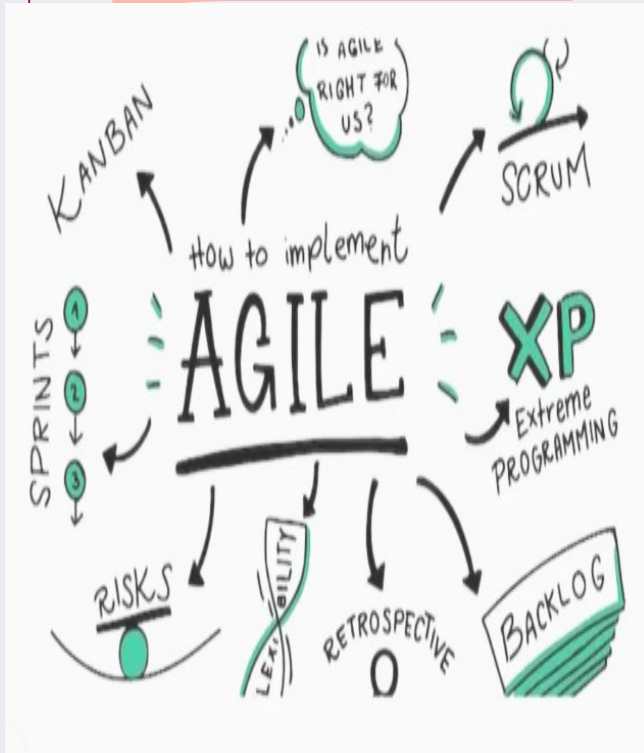 IS AGILE
RIGHT FOR
US?
KANBAN
SCRUM
How to implement
AGILE
SPRINTS
1
2
3
XP
Extreme
PROGRAMMING
RISKS
LEXIBILITY
RETROSPECTIVE
BACKLOG